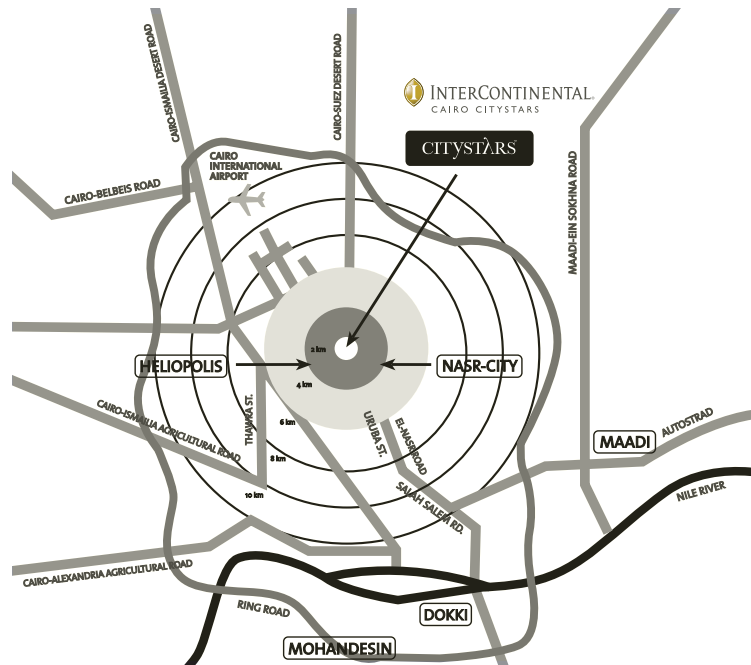 CAIRO-ISMAILIA DESERT ROAD
CAIRO-SUEZ DESERT ROAD
INTERCONTINENTAL.
CAIRO CITYSTARS
CITYSTARS
CAIRO
INTERNATIONAL
AIRPORT
CAIRO-BELBEIS ROAD
MAADI-EIN SOKHNA ROAD
2 km
HELIOPOLIS
NASR-CITY
4 km
CAIRO-ISMAILIA AGRICULTURAL ROAD
THAWRA ST.
6 km
URUBA ST.
EL-NASR ROAD
MAADI
AUTOSTRAD
8 km
10 km
SALAH SALEM RD.
NILE RIVER
CAIRO-ALEXANDRIA AGRICULTURAL ROAD
RING ROAD
DOKKI
MOHANDESIN